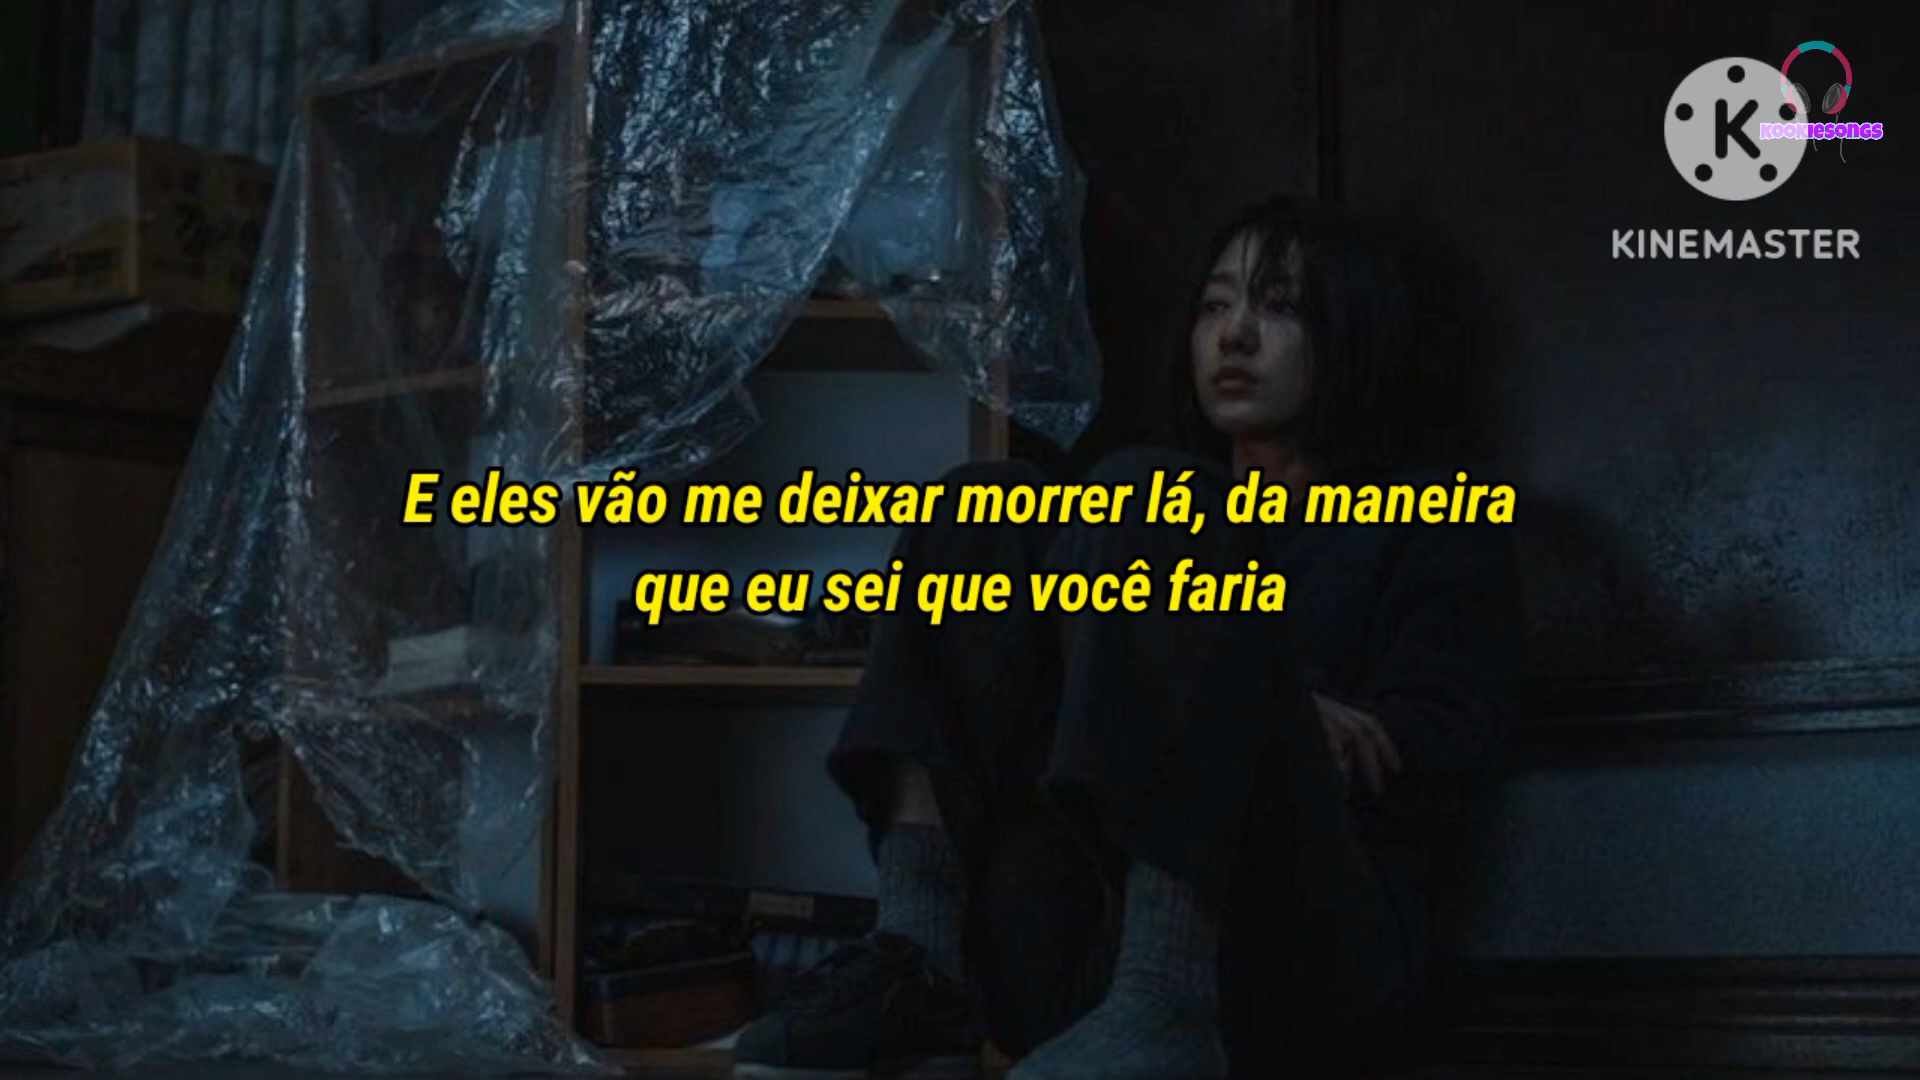 KOOKIESONGS
KINEMASTER
E eles vão me deixar morrer lá, da maneira
que eu sei que você faria